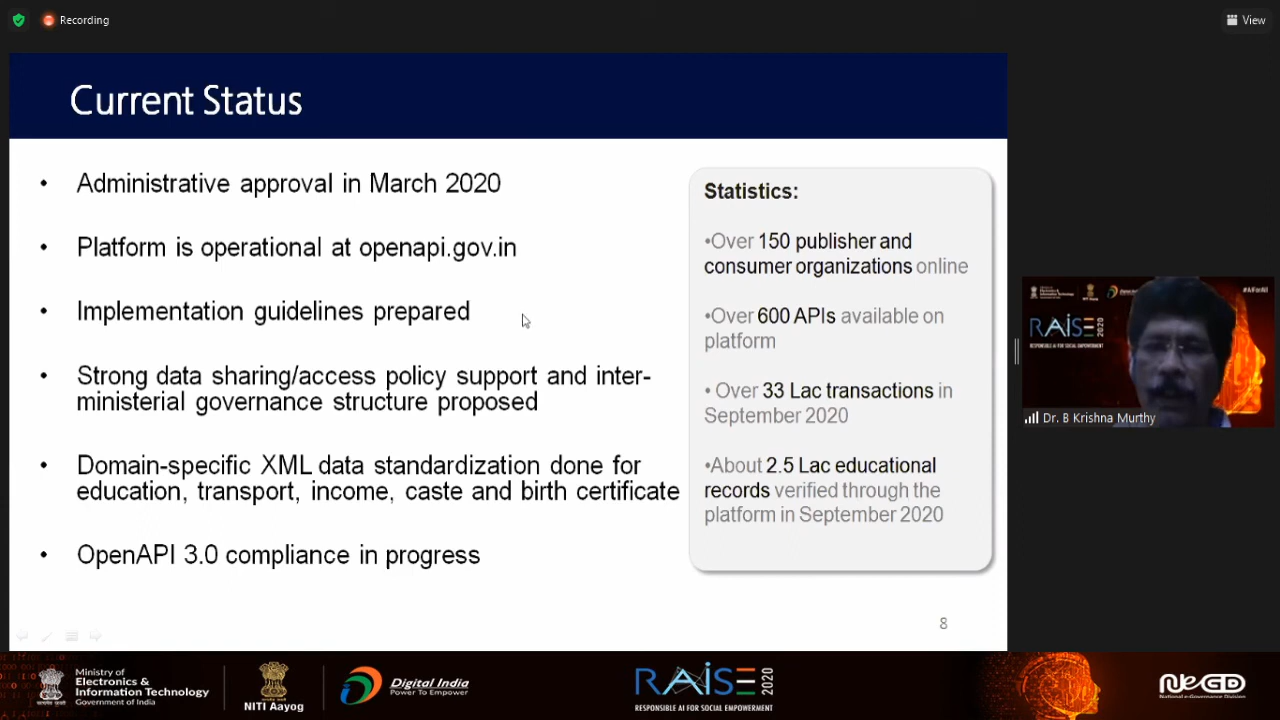 Recording
View
Current Status
• Administrative approval in March 2020
• Platform is operational at openapi.gov.in
• Implementation guidelines prepared
• Strong data sharing/access policy support and inter-
ministerial governance structure proposed
• Domain-specific XML data standardization done for
education, transport, income, caste and birth certificate
• OpenAPI 3.0 compliance in progress
Statistics:
•Over 150 publisher and
consumer organizations online
•Over 600 APIs available on
platform
• Over 33 Lac transactions in
September 2020
•About 2.5 Lac educational
records verified through the
platform in September 2020
8
#AIForAll
RAISE 2020
RESPONSIBLE AI FOR SOCIAL EMPOWERMENT
Dr. B Krishna Murthy
Ministry of
Electronics &
Information Technology
Government of India
NITI Aayog
Digital India
Power To Empower
RAISE 2020
RESPONSIBLE AI FOR SOCIAL EMPOWERMENT
NeGD
National e-Governance Division